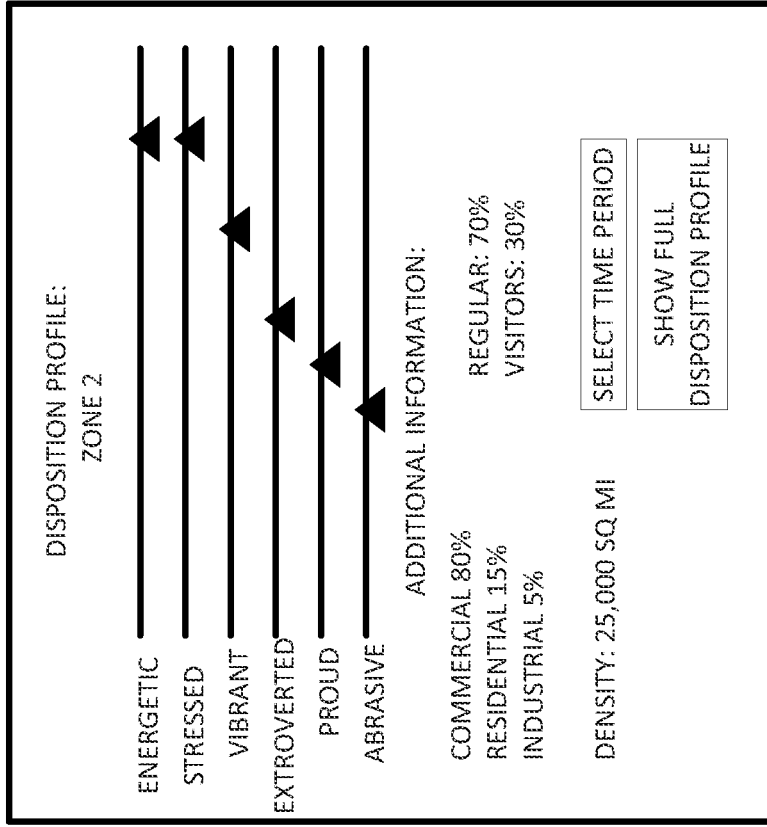 DISPOSITION PROFILE:
ZONE 2
ENERGETIC
STRESSED
VIBRANT
EXTROVERTED
PROUD
ABRASIVE
ADDITIONAL INFORMATION:
COMMERCIAL 80%
RESIDENTIAL 15%
INDUSTRIAL 5%
REGULAR: 70%
VISITORS: 30%
DENSITY: 25,000 SQ MI
SELECT TIME PERIOD
SHOW FULL
DISPOSITION PROFILE